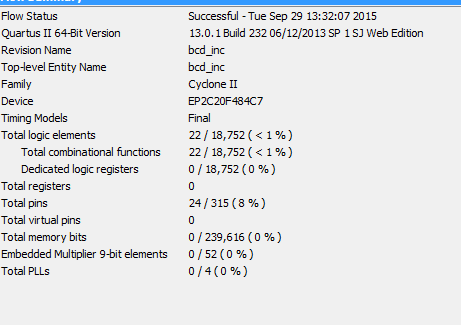 Flow Status Successful - Tue Sep 29 13:32:07 2015
Quartus II 64-Bit Version 13.0.1 Build 232 06/12/2013 SP 1 SJ Web Edition
Revision Name bcd_inc
Top-level Entity Name bcd_inc
Family Cyclone II
Device EP2C20F484C7
Timing Models Final
Total logic elements 22 / 18,752 ( < 1 % )
Total combinational functions 22 / 18,752 ( < 1 % )
Dedicated logic registers 0 / 18,752 ( 0 % )
Total registers 0
Total pins 24 / 315 ( 8 % )
Total virtual pins 0
Total memory bits 0 / 239,616 ( 0 % )
Embedded Multiplier 9-bit elements 0 / 52 ( 0 % )
Total PLLs 0 / 4 ( 0 % )